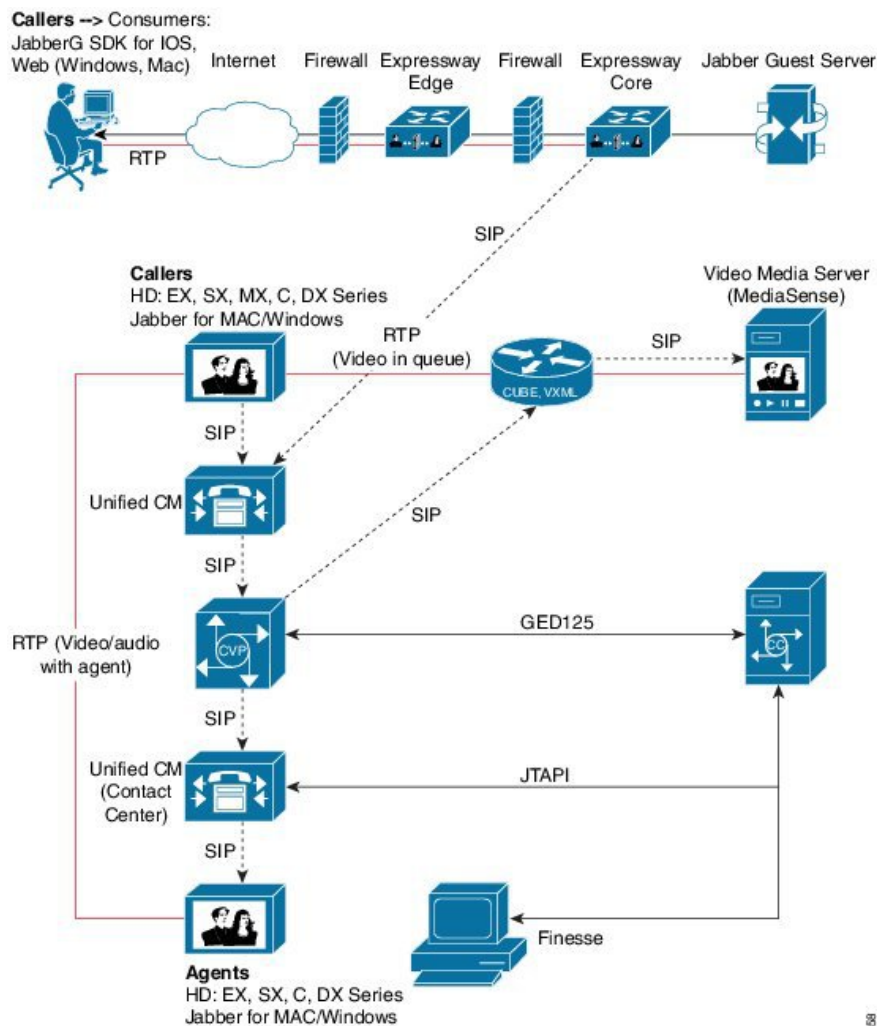 Callers --> Consumers:
JabberG SDK for IOS,
Web (Windows, Mac)
Internet
Firewall
Expressway
Edge
Firewall
Expressway
Core
Jabber Guest Server
RTP
SIP
Callers
HD: EX, SX, MX, C, DX Series
Jabber for MAC/Windows
Video Media Server
(MediaSense)
RTP
(Video in queue)
SIP
CUBE, VXML
SIP
Unified CM
SIP
SIP
RTP (Video/audio
with agent)
CVP
GED125
CC
SIP
Unified CM
(Contact
Center)
JTAPI
SIP
Finesse
Agents
HD: EX, SX, C, DX Series
Jabber for MAC/Windows